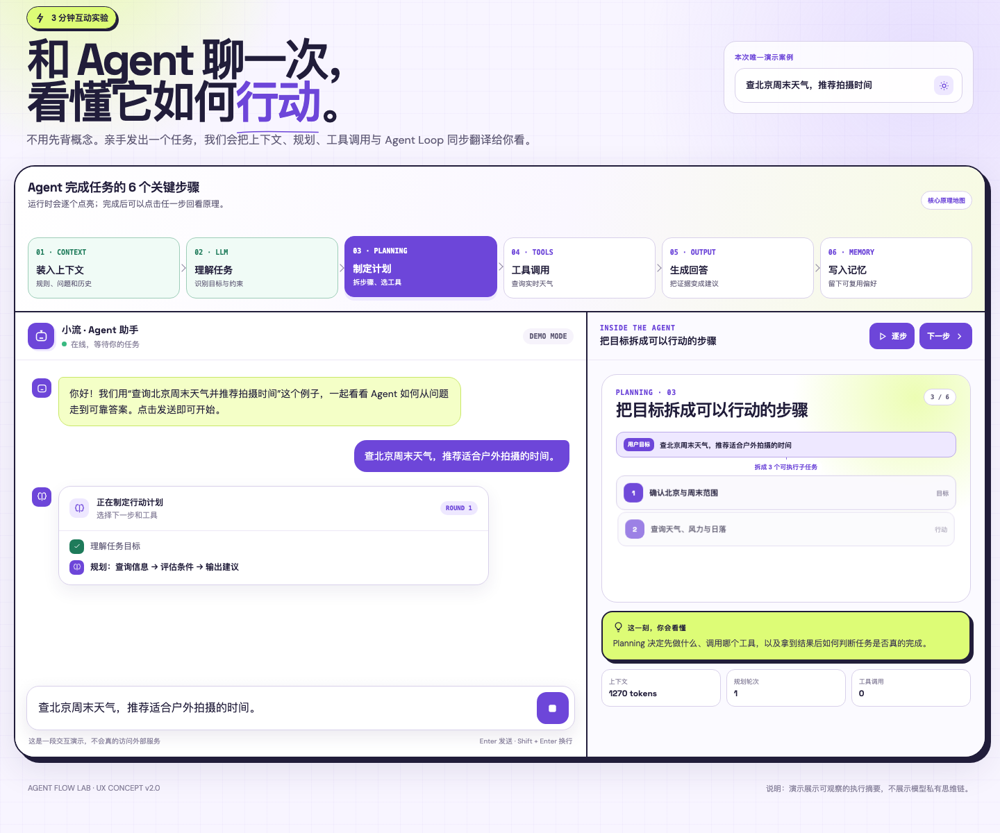 3 分钟互动实验
和 Agent 聊一次，
看懂它如何行动。
不用先背概念。亲手发出一个任务，我们会把上下文、规划、工具调用与 Agent Loop 同步翻译给你看。
本次唯一演示案例
查北京周末天气，推荐拍摄时间
Agent 完成任务的 6 个关键步骤
运行时会逐个点亮；完成后可以点击任一步回看原理。
核心原理地图
01 · CONTEXT
装入上下文
规则、问题和历史
02 · LLM
理解任务
识别目标与约束
03 · PLANNING
制定计划
拆步骤、选工具
04 · TOOLS
工具调用
查询实时天气
05 · OUTPUT
生成回答
把证据变成建议
06 · MEMORY
写入记忆
留下可复用偏好
小流 · Agent 助手
在线，等待你的任务
DEMO MODE
你好！我们用“查询北京周末天气并推荐拍摄时间”这个例子，一起看看 Agent 如何从问题
走到可靠答案。点击发送即可开始。
查北京周末天气，推荐适合户外拍摄的时间。
正在制定行动计划
选择下一步和工具
ROUND 1
理解任务目标
规划：查询信息 → 评估条件 → 输出建议
查北京周末天气，推荐适合户外拍摄的时间。
这是一段交互演示，不会真的访问外部服务
Enter 发送 · Shift + Enter 换行
INSIDE THE AGENT
把目标拆成可以行动的步骤
逐步
下一步
PLANNING · 03
把目标拆成可以行动的步骤
3 / 6
用户目标
查北京周末天气，推荐适合户外拍摄的时间
拆成 3 个可执行子任务
1
确认北京与周末范围
目标
2
查询天气、风力与日落
行动
这一刻，你会看懂
Planning 决定先做什么、调用哪个工具，以及拿到结果后如何判断任务是否真的完成。
上下文
1270 tokens
规划轮次
1
工具调用
0
AGENT FLOW LAB · UX CONCEPT v2.0
说明：演示展示可观察的执行摘要，不展示模型私有思维链。